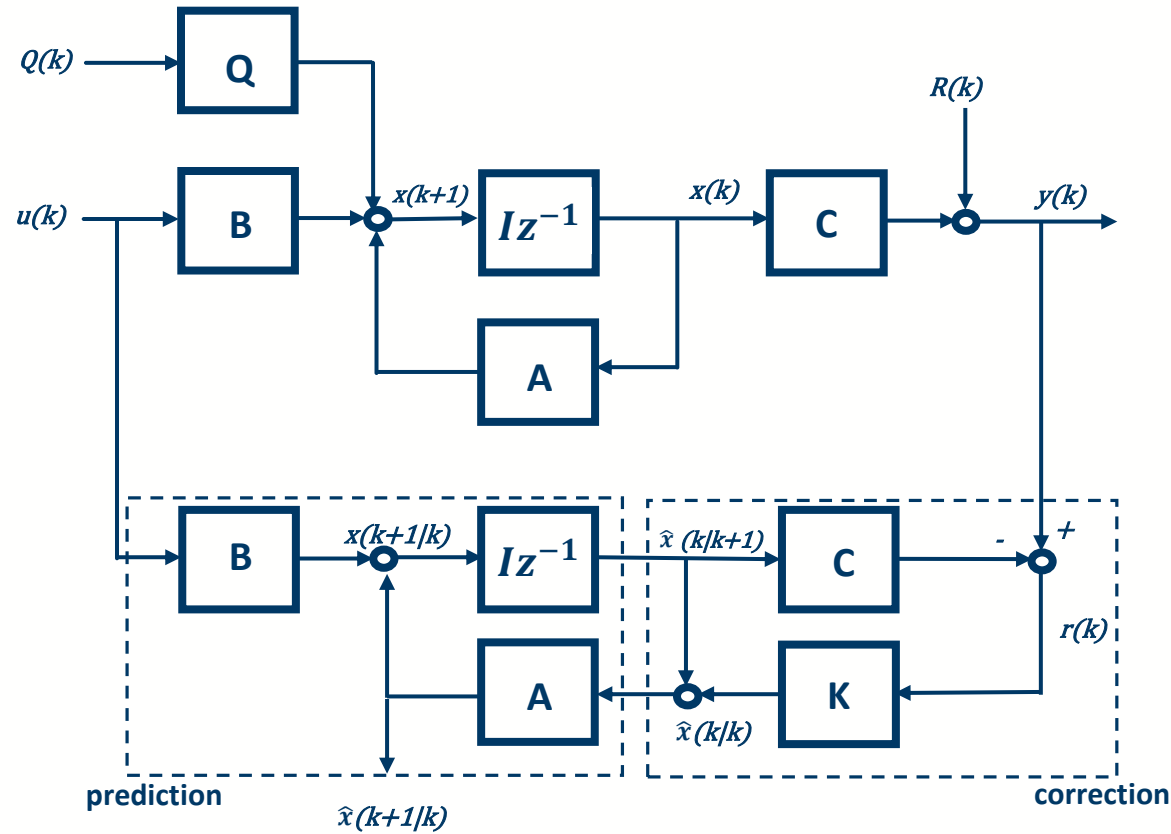 Q(k)
Q
R(k)
u(k)
B
x(k+1)
Iz⁻¹
x(k)
C
y(k)
A
B
x(k+1|k)
Iz⁻¹
x̂ (k|k+1)
C
-
+
r(k)
A
x̂(k|k)
K
prediction
correction
x̂(k+1|k)